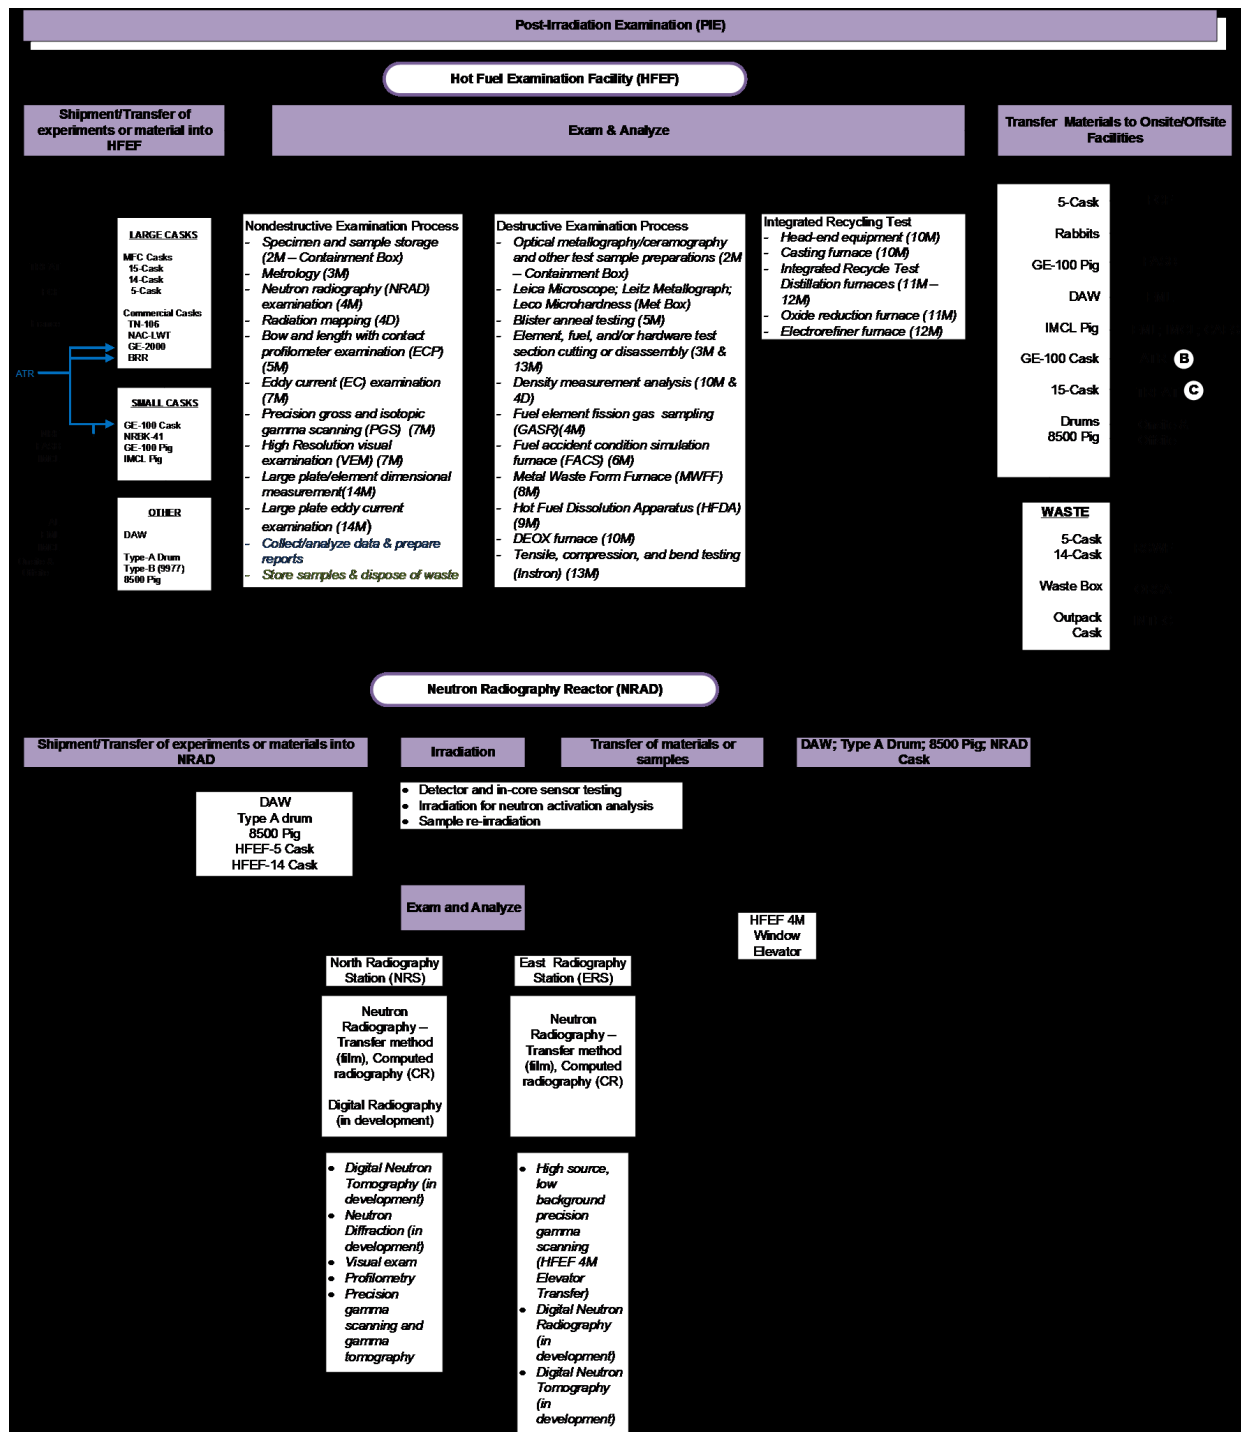 Post-Irradiation Examination (PIE)
Hot Fuel Examination Facility (HFEF)
Shipment/Transfer of
experiments or material into
HFEF
Exam & Analyze
Transfer Materials to Onsite/Offsite
Facilities
ATR
LARGE CASKS
MFC Casks
15-Cask
14-Cask
5-Cask
Commercial Casks
TN-106
NAC-LWT
GE-2000
BRR
SMALL CASKS
GE-100 Cask
NRBK-41
GE-100 Pig
IMCL Pig
OTHER
DAW
Type-A Drum
Type-B (9977)
8500 Pig
Nondestructive Examination Process
- Specimen and sample storage
(2M – Containment Box)
- Metrology (3M)
- Neutron radiography (NRAD)
examination (4M)
- Radiation mapping (4D)
- Bow and length with contact
profilometer examination (ECP)
(5M)
- Eddy current (EC) examination
(7M)
- Precision gross and isotopic
gamma scanning (PGS) (7M)
- High Resolution visual
examination (VEM) (7M)
- Large plate/element dimensional
measurement(14M)
- Large plate eddy current
examination (14M)
- Collect/analyze data & prepare
reports
- Store samples & dispose of waste
Destructive Examination Process
- Optical metallography/ceramography
and other test sample preparations (2M
– Containment Box)
- Leica Microscope; Leitz Metallograph;
Leco Microhardness (Met Box)
- Blister anneal testing (5M)
- Element, fuel, and/or hardware test
section cutting or disassembly (3M &
13M)
- Density measurement analysis (10M &
4D)
- Fuel element fission gas sampling
(GASR)(4M)
- Fuel accident condition simulation
furnace (FACS) (6M)
- Metal Waste Form Furnace (MWFF)
(8M)
- Hot Fuel Dissolution Apparatus (HFDA)
(9M)
- DEOX furnace (10M)
- Tensile, compression, and bend testing
(Instron) (13M)
Integrated Recycling Test
- Head-end equipment (10M)
- Casting furnace (10M)
- Integrated Recycle Test
Distillation furnaces (11M –
12M)
- Oxide reduction furnace (11M)
- Electrorefiner furnace (12M)
5-Cask
Rabbits
GE-100 Pig
DAW
IMCL Pig
GE-100 Cask
B
15-Cask
C
Drums
8500 Pig
WASTE
5-Cask
14-Cask
Waste Box
Outpack
Cask
Neutron Radiography Reactor (NRAD)
Shipment/Transfer of experiments or materials into
NRAD
Irradiation
Transfer of materials or
samples
DAW; Type A Drum; 8500 Pig; NRAD
Cask
DAW
Type A drum
8500 Pig
HFEF-5 Cask
HFEF-14 Cask
• Detector and in-core sensor testing
• Irradiation for neutron activation analysis
• Sample re-irradiation
Exam and Analyze
HFEF 4M
Window
Elevator
North Radiography
Station (NRS)
Neutron
Radiography –
Transfer method
(film), Computed
radiography (CR)
Digital Radiography
(in development)
• Digital Neutron
Tomography (in
development)
• Neutron
Diffraction (in
development)
• Visual exam
• Profilometry
• Precision
gamma
scanning and
gamma
tomography
East Radiography
Station (ERS)
Neutron
Radiography –
Transfer method
(film), Computed
radiography (CR)
• High source,
low
background
precision
gamma
scanning
(HFEF 4M
Elevator
Transfer)
• Digital Neutron
Radiography
(in
development)
• Digital Neutron
Tomography
(in
development)